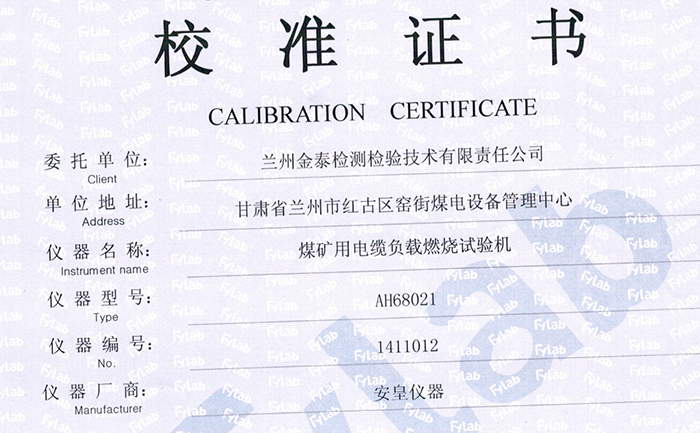 校准证书
CALIBRATION CERTIFICATE
委托单位： 兰州金泰检测检验技术有限责任公司
Client
单位地址： 甘肃省兰州市红古区窑街煤电设备管理中心
Address
仪器名称： 煤矿用电缆负载燃烧试验机
Instrument name
仪器型号： AH68021
Type
仪器编号： 1411012
No.
仪器厂商： 安皇仪器
Manufacturer
Fylab